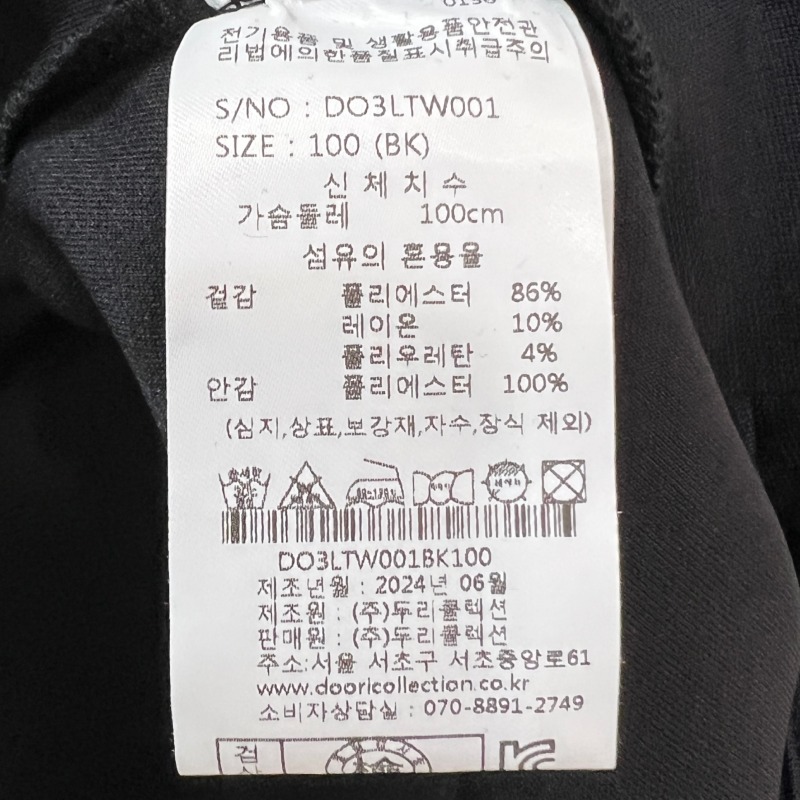 전기용품 및 생활용품안전관
리법에의한품질표시취급주의
S/NO : DO3LTW001
SIZE : 100 (BK)
신 체 치 수
가슴둘레 100cm
섬유의 혼용율
겉감 폴리에스터 86%
레이온 10%
폴리우레탄 4%
안감 폴리에스터 100%
(심지,상표,보강재,자수,장식 제외)
DO3LTW001BK100
제조년월 : 2024년 06월
제조원 : (주)두리콜렉션
판매원 : (주)두리콜렉션
주소:서울 서초구 서초중앙로61
www.dooricollection.co.kr
소비자상담실 : 070-8891-2749